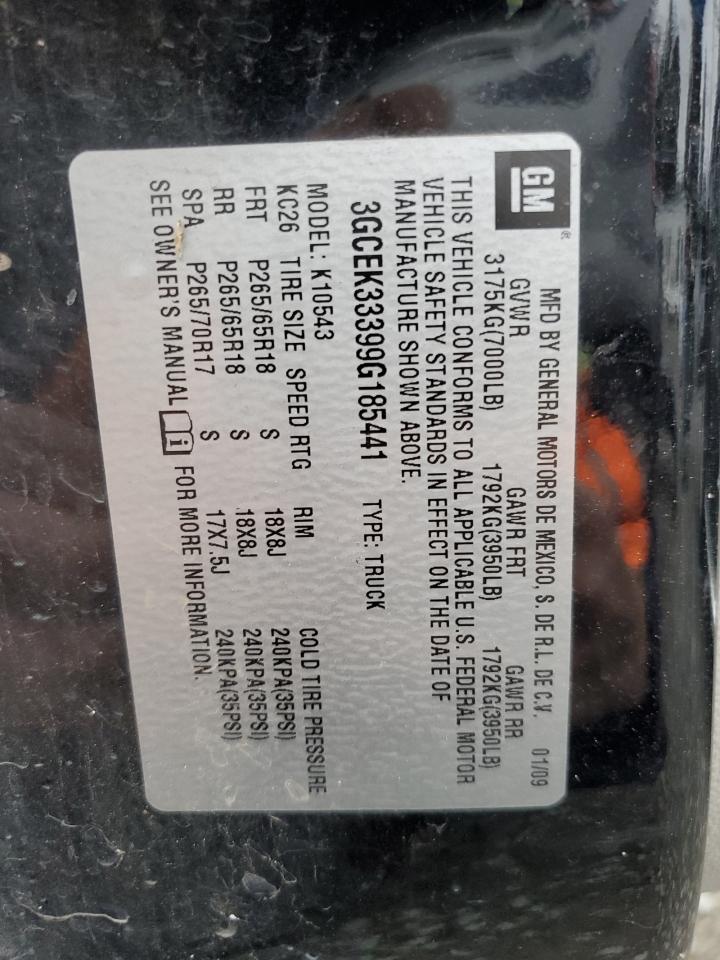 GM®
MFD BY GENERAL MOTORS DE MEXICO, S. DE R.L. DE C.V. 01/09
GVWR GAWR FRT GAWR RR
3175KG(7000LB) 1792KG(3950LB) 1792KG(3950LB)
THIS VEHICLE CONFORMS TO ALL APPLICABLE U.S. FEDERAL MOTOR
VEHICLE SAFETY STANDARDS IN EFFECT ON THE DATE OF
MANUFACTURE SHOWN ABOVE.
3GCEK33399G185441 TYPE: TRUCK
MODEL: K10543
KC26 TIRE SIZE SPEED RTG RIM COLD TIRE PRESSURE
FRT P265/65R18 S 18X8J 240KPA(35PSI)
RR P265/65R18 S 18X8J 240KPA(35PSI)
SPA P265/70R17 S 17X7.5J 240KPA(35PSI)
SEE OWNER'S MANUAL i FOR MORE INFORMATION.